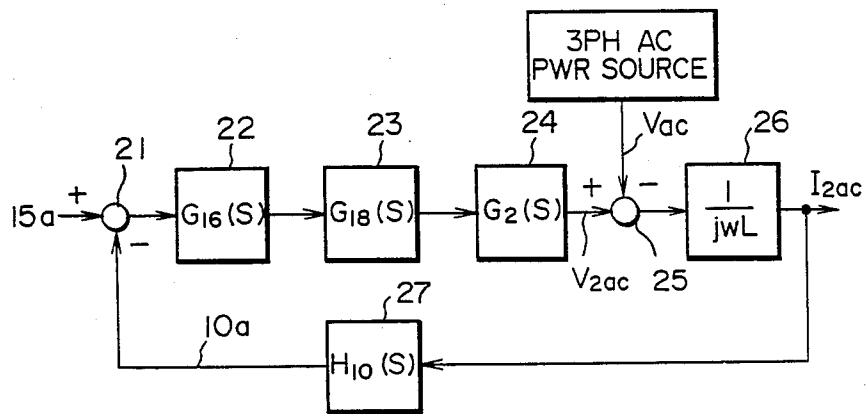 3PH AC
PWR SOURCE
21
22
23
24
Vac
26
+
+
−
I2ac
15a
G16(S)
G18(S)
G2(S)
1
jwL
−
V2ac
25
27
10a
H10(S)